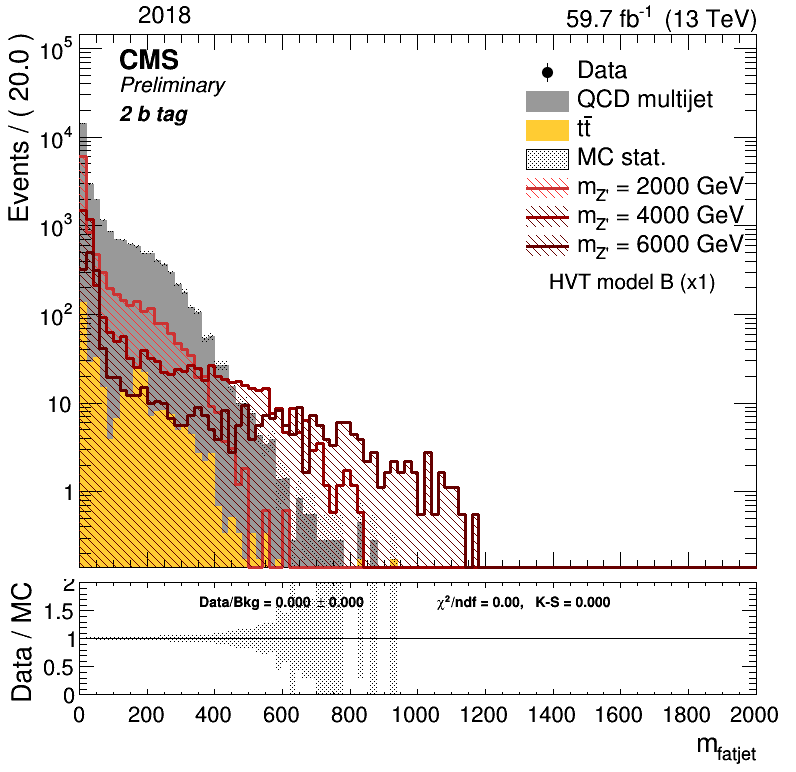 2018
59.7 fb⁻¹ (13 TeV)
CMS
Preliminary
2 b tag
Data
QCD multijet
tt̄
MC stat.
m_Z' = 2000 GeV
m_Z' = 4000 GeV
m_Z' = 6000 GeV
HVT model B (x1)
Events / ( 20.0 )
10⁵
10⁴
10³
10²
10
1
Data/Bkg = 0.000 ± 0.000
χ²/ndf = 0.00, K-S = 0.000
Data / MC
2
1.5
1
0.5
0
0 200 400 600 800 1000 1200 1400 1600 1800 2000
m_fatjet